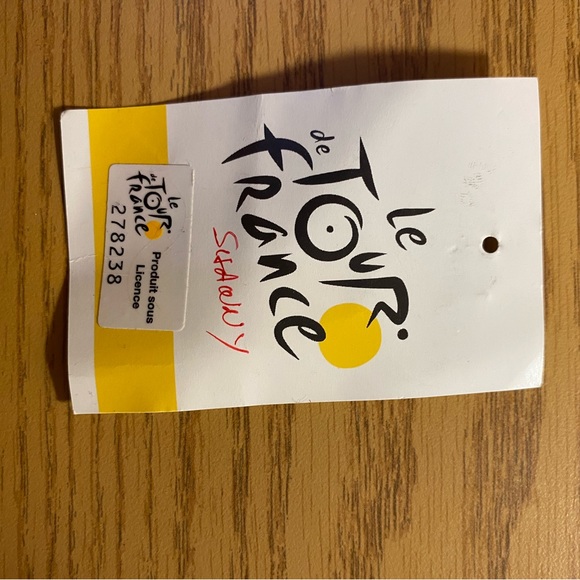 le
TOUR
de
france
le
TOUR
de
france
Produit sous
Licence
278238